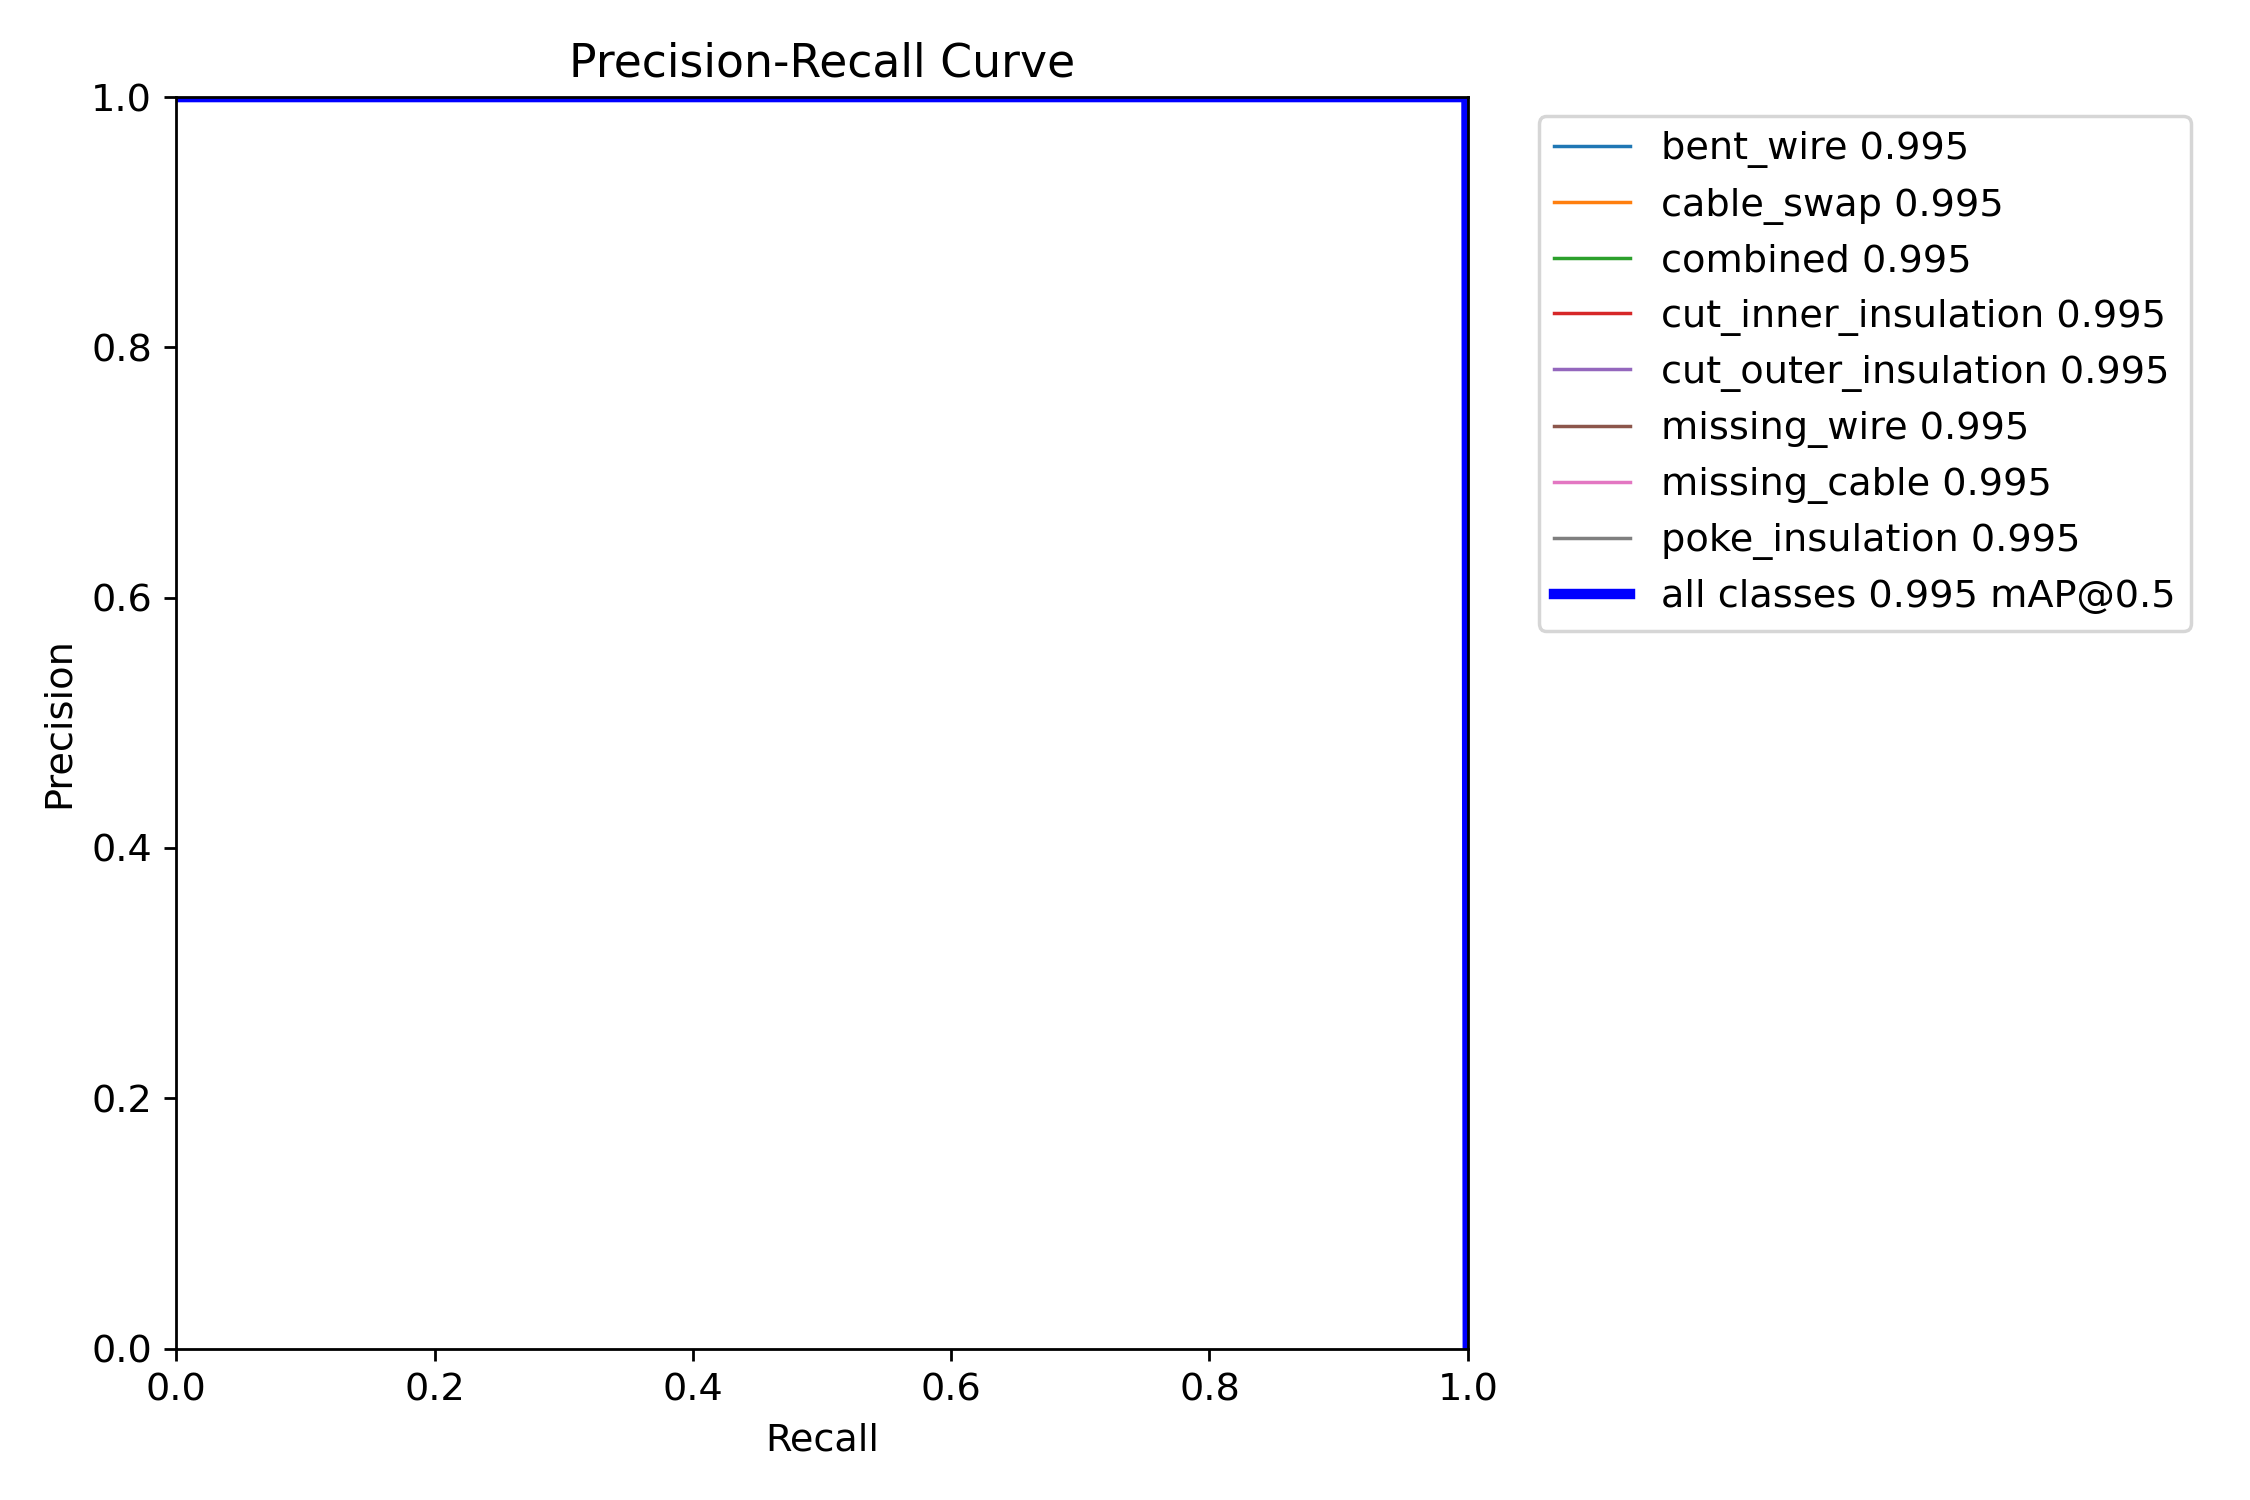 Precision-Recall Curve
1.0
0.8
0.6
0.4
0.2
0.0
Precision
0.0 0.2 0.4 0.6 0.8 1.0
Recall
bent_wire 0.995
cable_swap 0.995
combined 0.995
cut_inner_insulation 0.995
cut_outer_insulation 0.995
missing_wire 0.995
missing_cable 0.995
poke_insulation 0.995
all classes 0.995 mAP@0.5